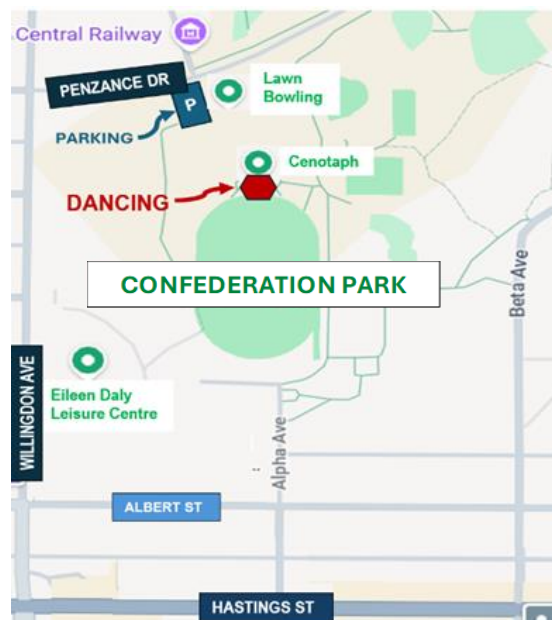 Central Railway
PENZANCE DR
P
Lawn
Bowling
PARKING
Cenotaph
DANCING
CONFEDERATION PARK
Beta Ave
Eileen Daly
Leisure Centre
WILLINGDON AVE
Alpha Ave
ALBERT ST
HASTINGS ST